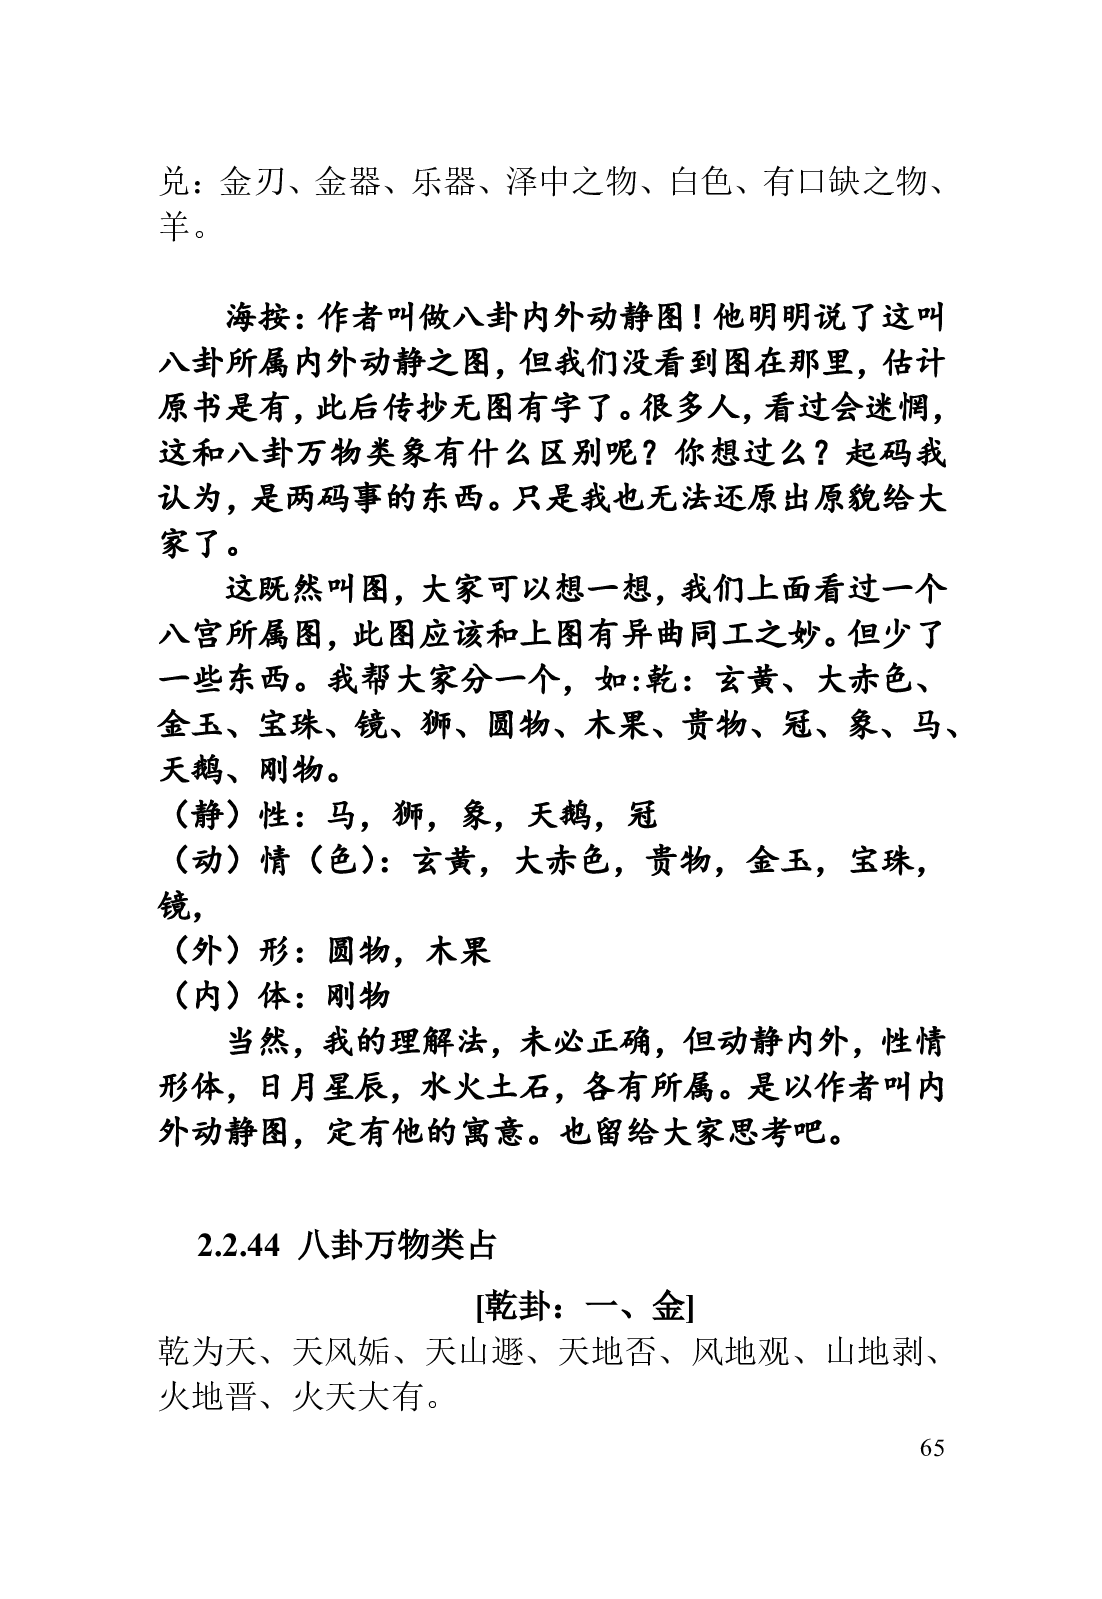 兑：金刃、金器、乐器、泽中之物、白色、有口缺之物、
羊。
海按：作者叫做八卦内外动静图！他明明说了这叫
八卦所属内外动静之图，但我们没看到图在那里，估计
原书是有，此后传抄无图有字了。很多人，看过会迷惘，
这和八卦万物类象有什么区别呢？你想过么？起码我
认为，是两码事的东西。只是我也无法还原出原貌给大
家了。
这既然叫图，大家可以想一想，我们上面看过一个
八宫所属图，此图应该和上图有异曲同工之妙。但少了
一些东西。我帮大家分一个，如:乾：玄黄、大赤色、
金玉、宝珠、镜、狮、圆物、木果、贵物、冠、象、马、
天鹅、刚物。
（静）性：马，狮，象，天鹅，冠
（动）情（色）：玄黄，大赤色，贵物，金玉，宝珠，
镜，
（外）形：圆物，木果
（内）体：刚物
当然，我的理解法，未必正确，但动静内外，性情
形体，日月星辰，水火土石，各有所属。是以作者叫内
外动静图，定有他的寓意。也留给大家思考吧。
2.2.44 八卦万物类占
[乾卦：一、金]
乾为天、天风姤、天山遯、天地否、风地观、山地剥、
火地晋、火天大有。
65